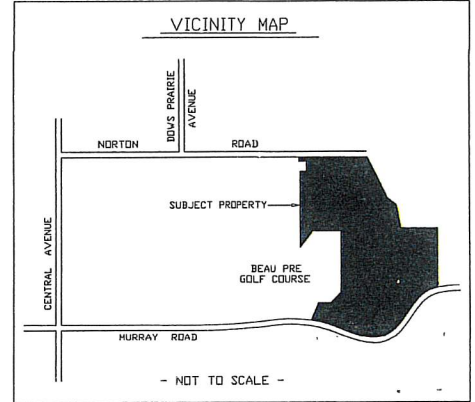 VICINITY MAP
DOWS PRAIRIE
AVENUE
NORTON ROAD
SUBJECT PROPERTY
CENTRAL AVENUE
BEAU PRE
GOLF COURSE
MURRAY ROAD
- NOT TO SCALE -